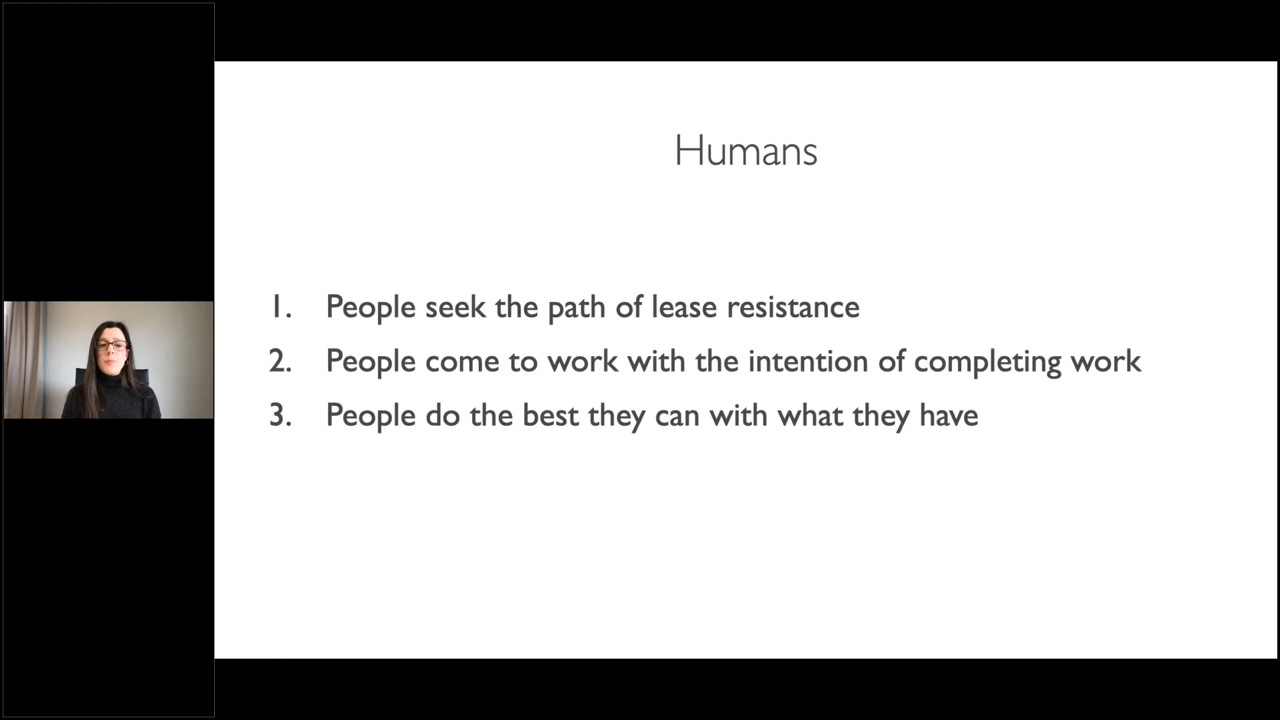 Humans
1. People seek the path of lease resistance
2. People come to work with the intention of completing work
3. People do the best they can with what they have